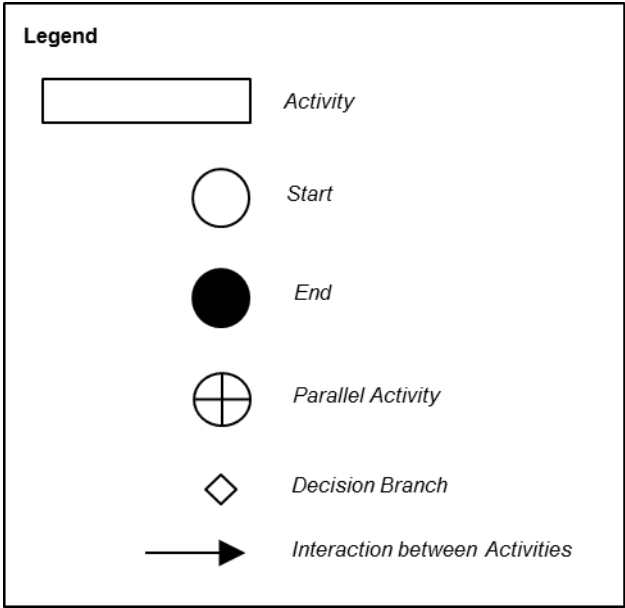 Legend
Activity
Start
End
Parallel Activity
Decision Branch
Interaction between Activities